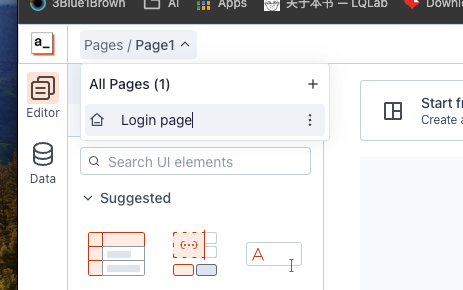 3Blue1Brown
AI
Apps
关于本书 — LQLab
a_
Pages / Page1
All Pages (1)
Login page
Editor
Data
Search UI elements
Suggested
A
Start
Create a